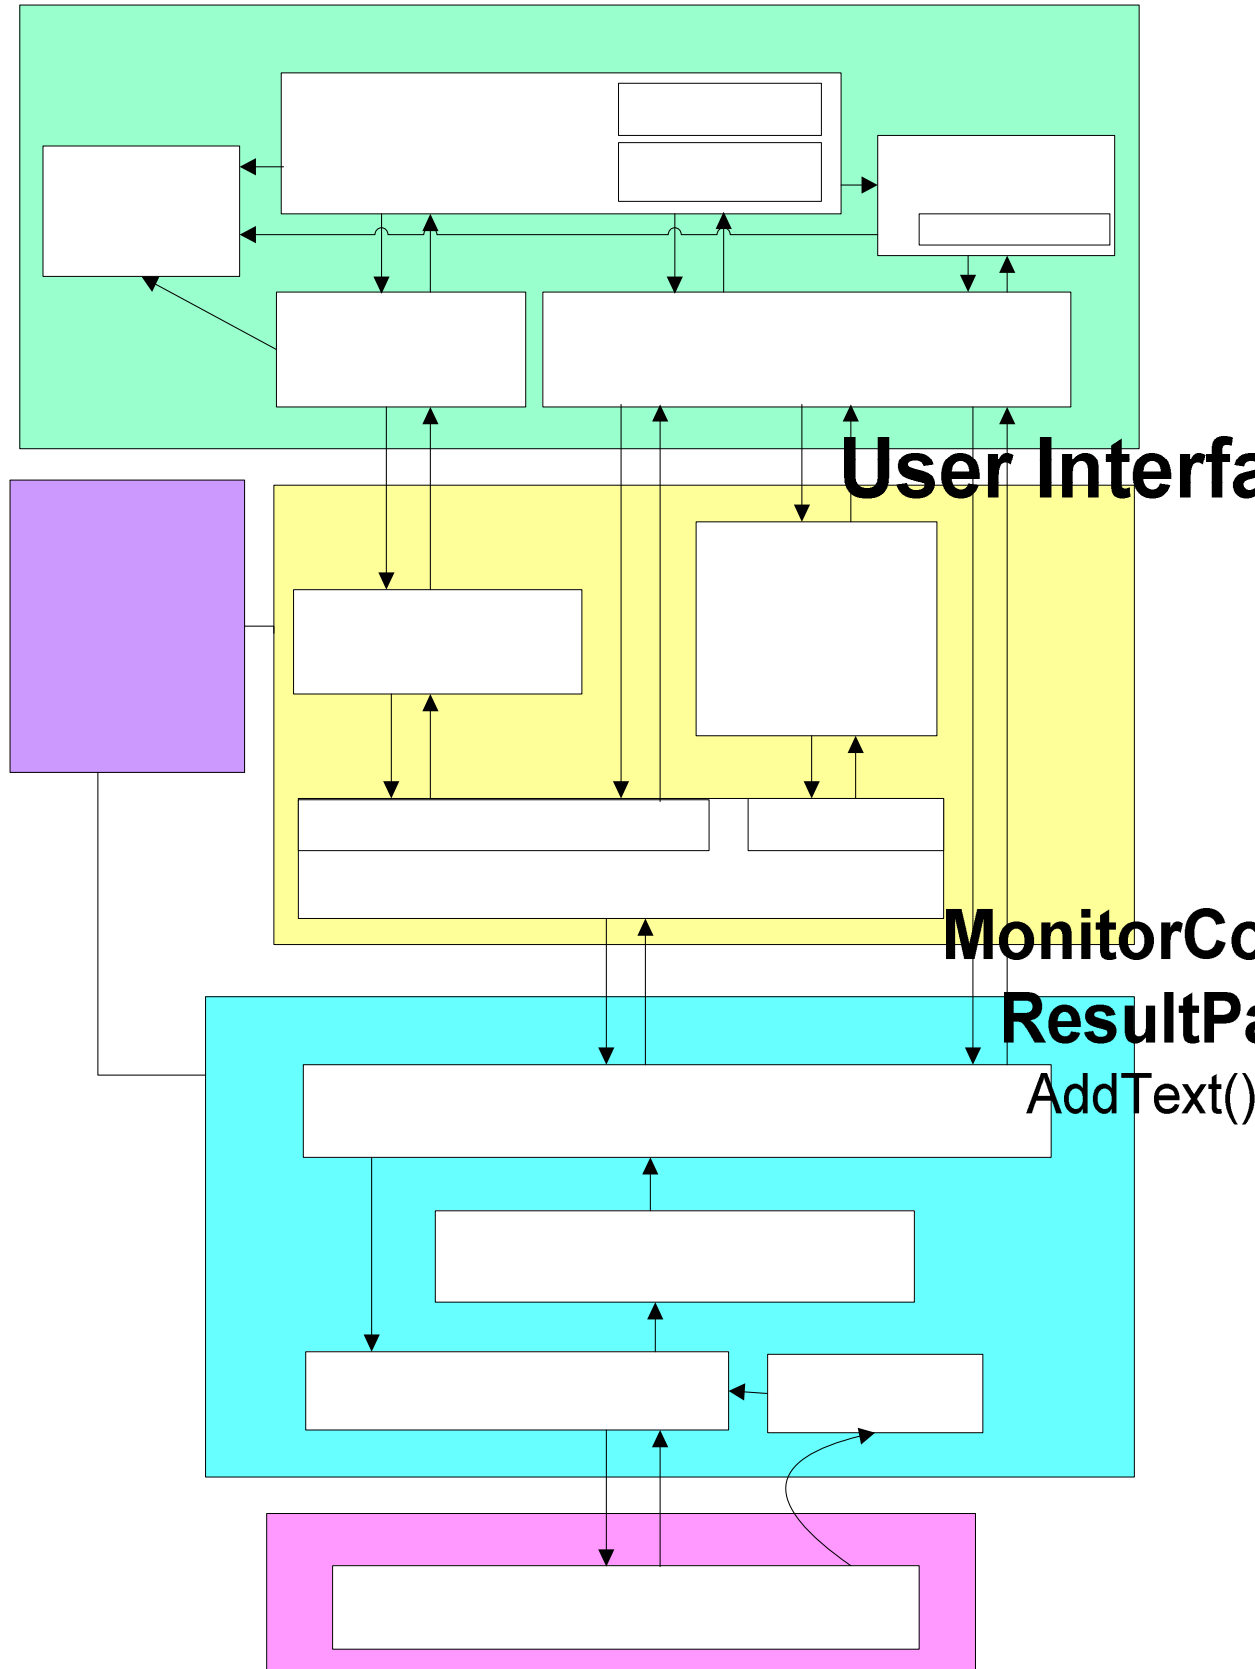 User Interfa
MonitorCo
ResultPa
AddText()